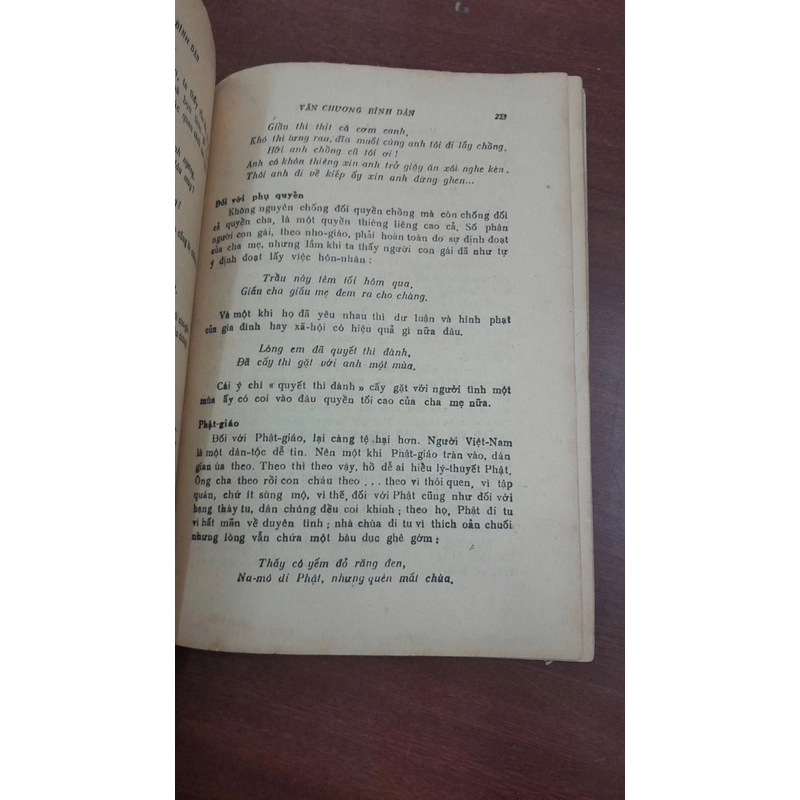 VĂN CHƯƠNG BÌNH DÂN 223
Giầu thì thịt cá cơm canh,
Khó thì lưng rau, đĩa muối cúng anh tôi đi lấy chồng.
Hỡi anh chồng cũ tôi ơi !
Anh có khôn thiêng xin anh trở giậy ăn xôi nghe kèn.
Thôi anh đi về kiếp ấy xin anh đừng ghen...
Đối với phụ quyền
Không nguyên chống đối quyền chồng mà còn chống đối
cả quyền cha, là một quyền thiêng liêng cao cả. Số phận
người con gái, theo nho-giáo, phải hoàn toàn do sự định đoạt
của cha mẹ, nhưng lắm khi ta thấy người con gái đã như tự
ý định đoạt lấy việc hôn-nhân :
Trầu này têm tối hôm qua,
Giấu cha giấu mẹ đem ra cho chàng.
Và một khi họ đã yêu nhau thì dư luận và hình phạt
của gia đình hay xã-hội có hiệu quả gì nữa đâu.
Lòng em đã quyết thì đành,
Đã cấy thì gặt với anh một mùa.
Cái ý chí « quyết thì đành » cấy gặt với người tình một
mùa ấy có coi vào đâu quyền tối cao của cha mẹ nữa.
Phật-giáo
Đối với Phật-giáo, lại càng tệ hại hơn. Người Việt-Nam
là một dân-tộc dễ tin. Nên một khi Phật-giáo tràn vào, dân
gian ùa theo. Theo thì theo vậy, hồ dễ ai hiểu lý-thuyết Phật,
Ông cha theo rồi con cháu theo . . . theo vì thói quen, vì tập
quán, chứ ít sùng mộ, vì thế, đối với Phật cũng như đối với
hạng thày tu, dân chúng đều coi khinh ; theo họ, Phật đi tu
vì bất mãn về duyên tình ; nhà chùa đi tu vì thích oản chuối
nhưng lòng vẫn chứa một bầu dục ghê gớm :
Thấy cô yếm đỏ răng đen,
Na-mô di Phật, nhưng quên mất chùa.